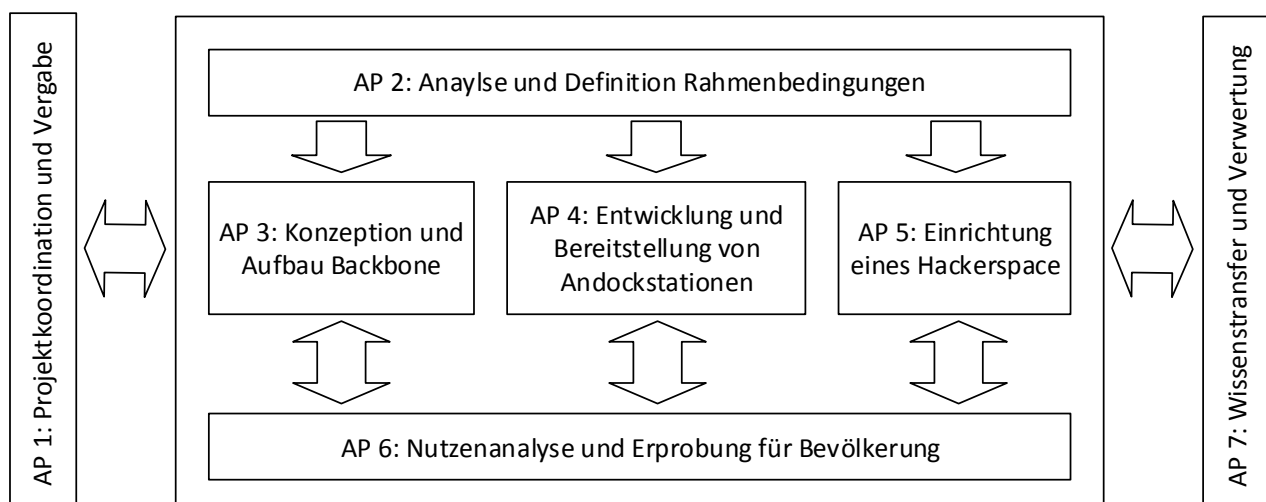 AP 1: Projektkoordination und Vergabe
AP 2: Anaylse und Definition Rahmenbedingungen
AP 3: Konzeption und
Aufbau Backbone
AP 4: Entwicklung und
Bereitstellung von
Andockstationen
AP 5: Einrichtung
eines Hackerspace
AP 6: Nutzenanalyse und Erprobung für Bevölkerung
AP 7: Wissenstransfer und Verwertung